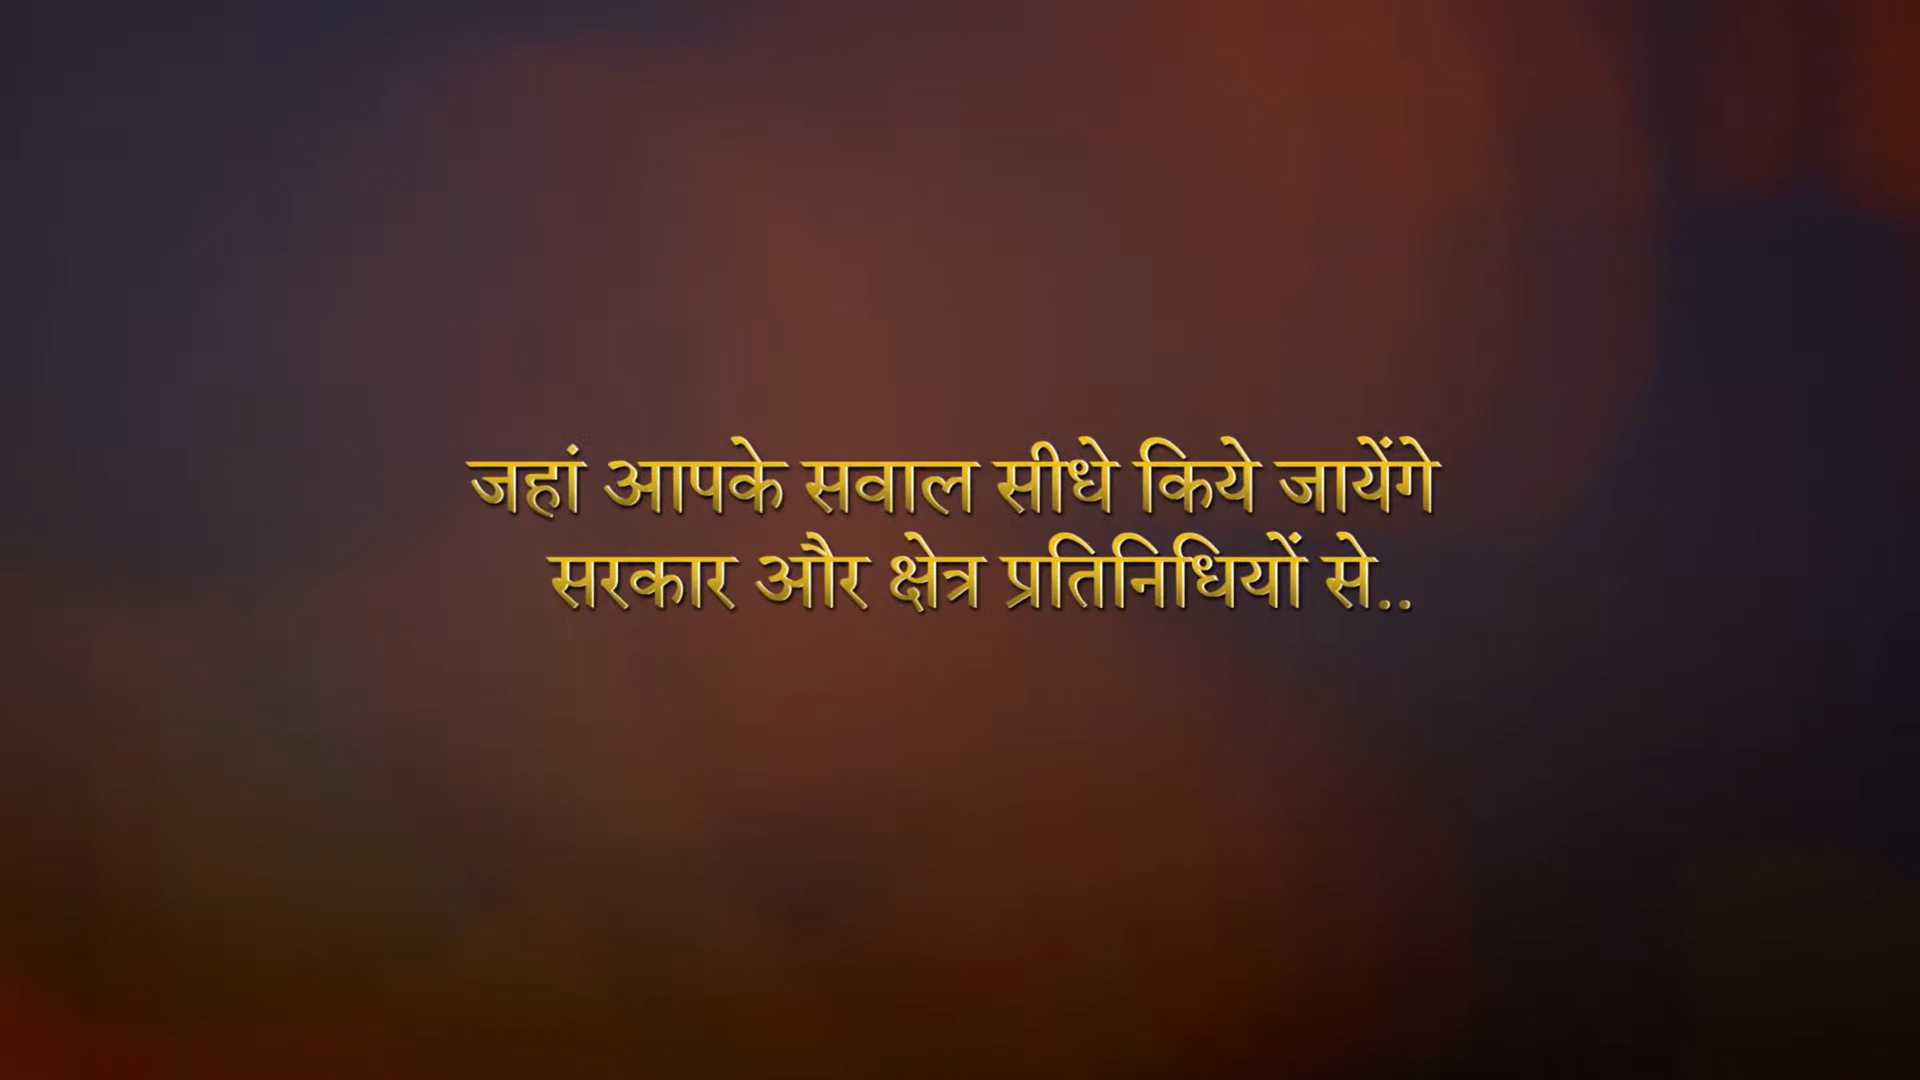 जहां आपके सवाल सीधे किये जायेंगे
सरकार और क्षेत्र प्रतिनिधियों से..